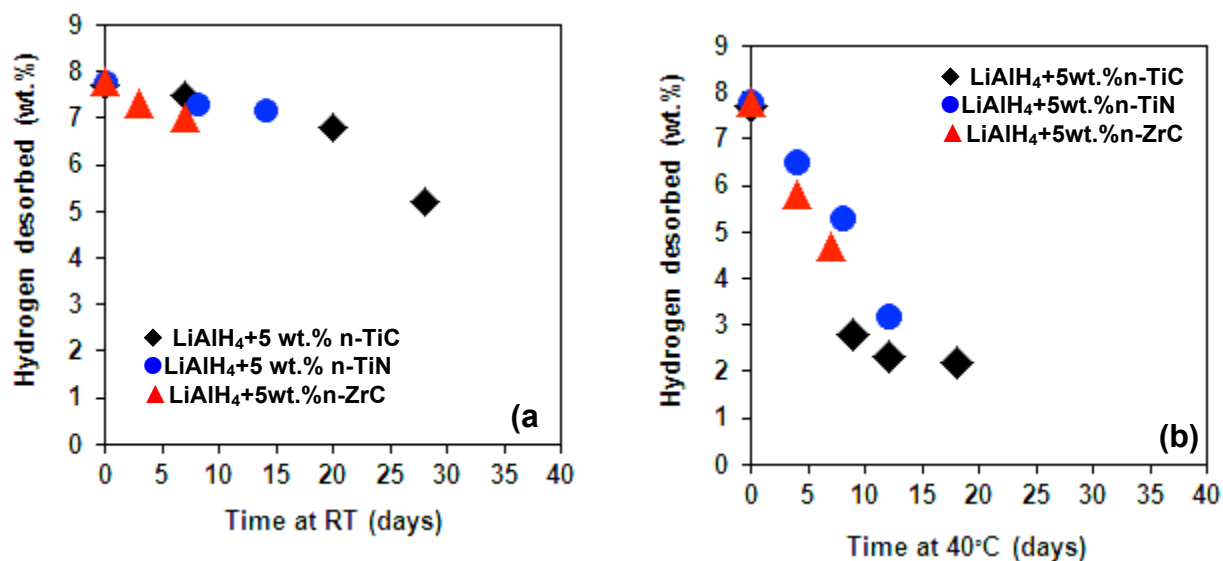 Hydrogen desorbed (wt.%)
9
8
7
6
5
4
3
2
1
0
LiAlH₄+5 wt.% n-TiC
LiAlH₄+5 wt.% n-TiN
LiAlH₄+5wt.%n-ZrC
(a
0 5 10 15 20 25 30 35 40
Time at RT (days)
Hydrogen desorbed (wt.%)
9
8
7
6
5
4
3
2
1
0
LiAlH₄+5wt.%n-TiC
LiAlH₄+5wt.%n-TiN
LiAlH₄+5wt.%n-ZrC
(b)
0 5 10 15 20 25 30 35 40
Time at 40°C (days)